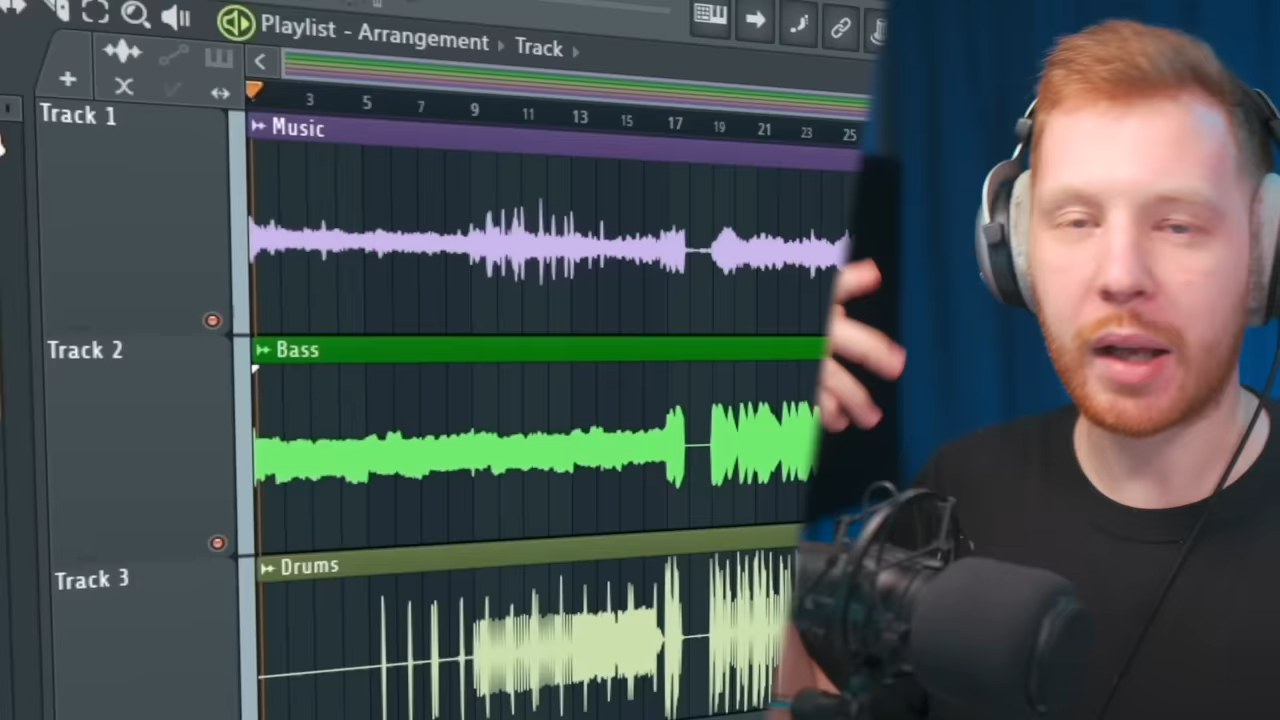 Playlist - Arrangement ▸ Track ▸
3 5 7 9 11 13 15 17 19 21 23 25
Track 1
Music
Track 2
Bass
Track 3
Drums